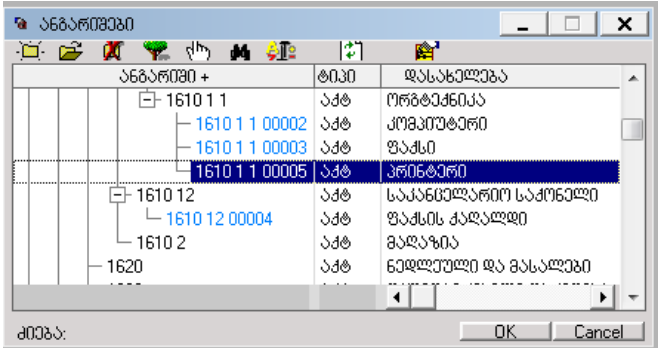 ანგარიშები
ანგარიში + ტიპი დასახელება
1610 1 1 აქტ ორგტექნიკა
1610 1 1 00002 აქტ კომპიუტერი
1610 1 1 00003 აქტ ფაქსი
1610 1 1 00005 აქტ პრინტერი
1610 12 აქტ საკანცელარიო საქონელი
1610 12 00004 აქტ ფაქსის ქაღალდი
1610 2 აქტ მაღაზია
1620 აქტ ნედლეული და მასალები
ძიება: OK Cancel